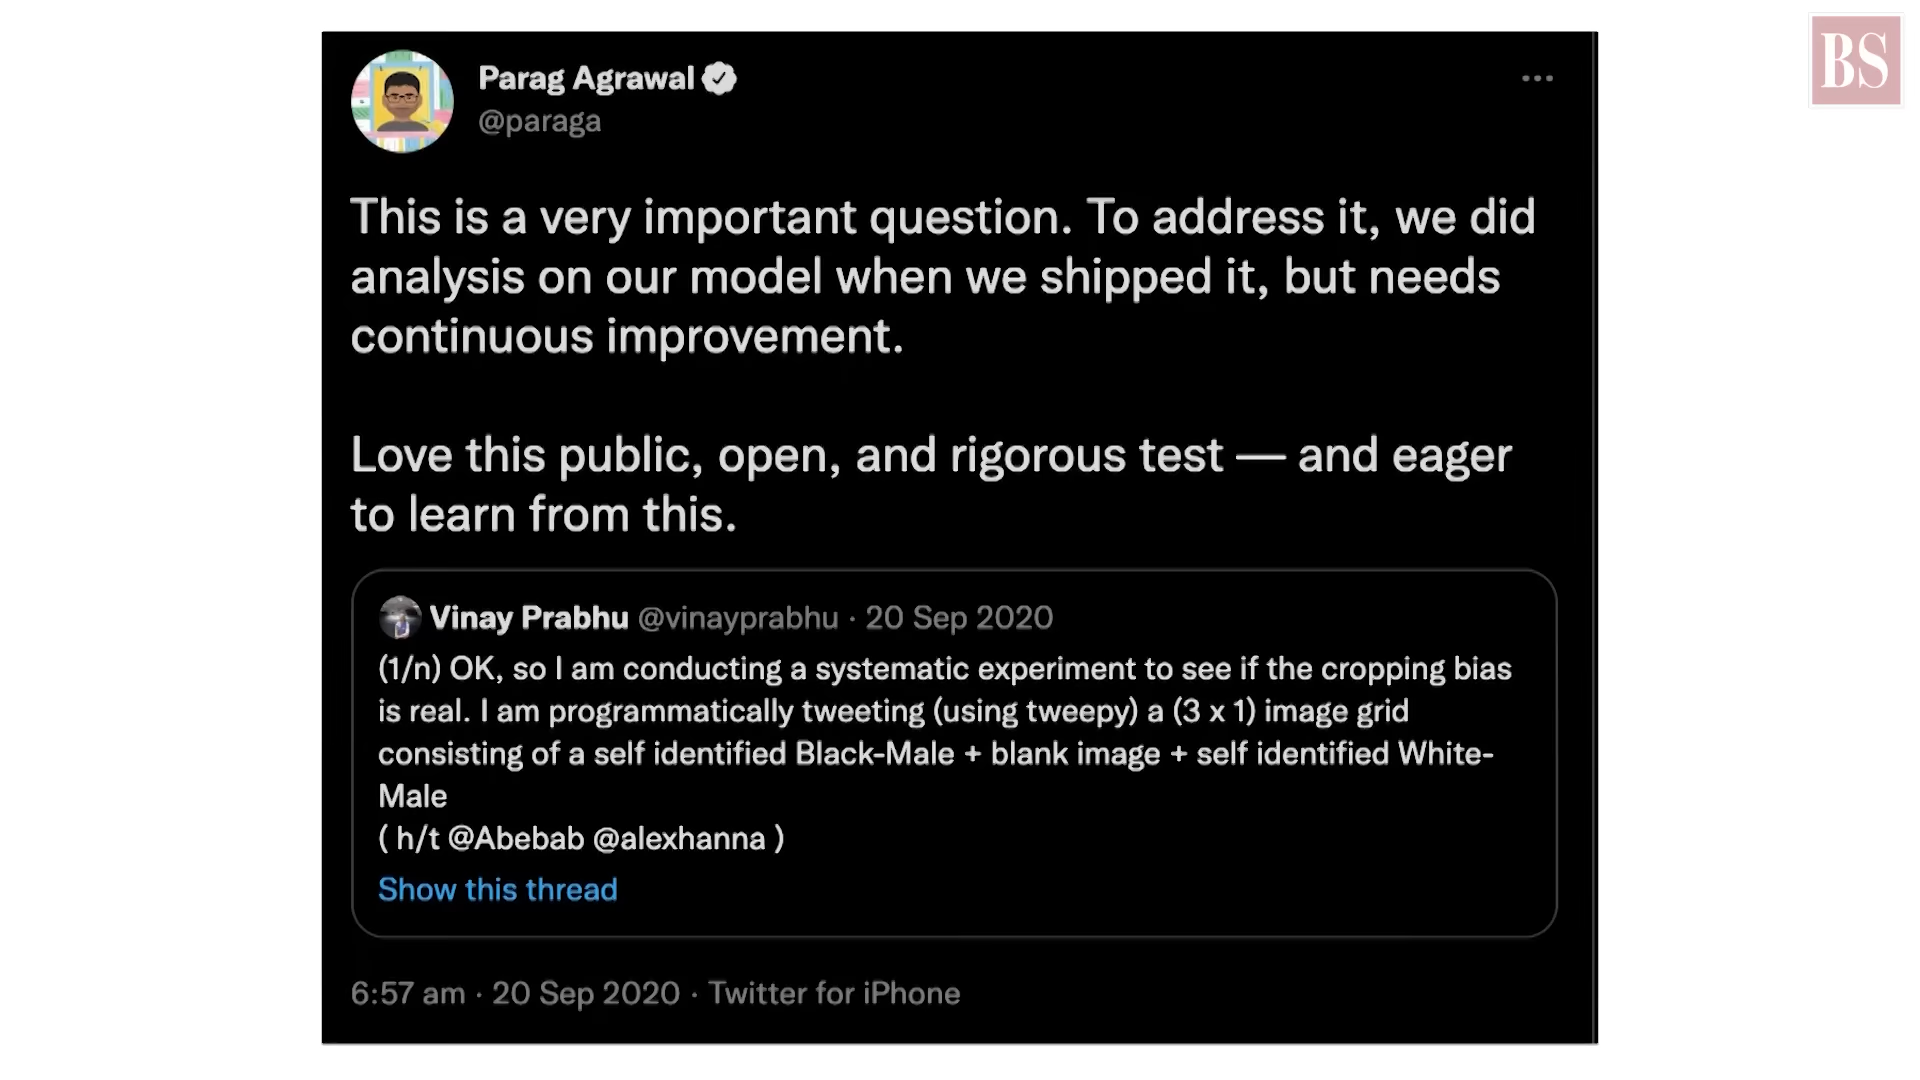 BS
Parag Agrawal
@paraga
This is a very important question. To address it, we did
analysis on our model when we shipped it, but needs
continuous improvement.
Love this public, open, and rigorous test — and eager
to learn from this.
Vinay Prabhu @vinayprabhu · 20 Sep 2020
(1/n) OK, so I am conducting a systematic experiment to see if the cropping bias
is real. I am programmatically tweeting (using tweepy) a (3 x 1) image grid
consisting of a self identified Black-Male + blank image + self identified White-
Male
( h/t @Abebab @alexhanna )
Show this thread
6:57 am · 20 Sep 2020 · Twitter for iPhone